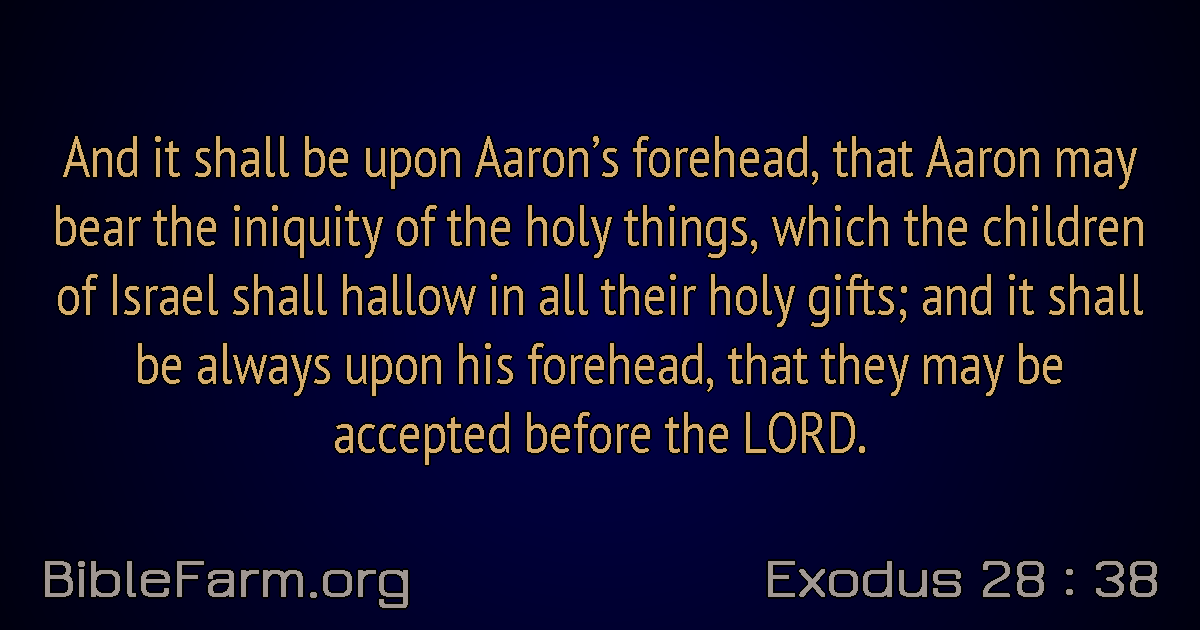 And it shall be upon Aaron’s forehead, that Aaron may
bear the iniquity of the holy things, which the children
of Israel shall hallow in all their holy gifts; and it shall
be always upon his forehead, that they may be
accepted before the LORD.
BibleFarm.org
Exodus 28 : 38